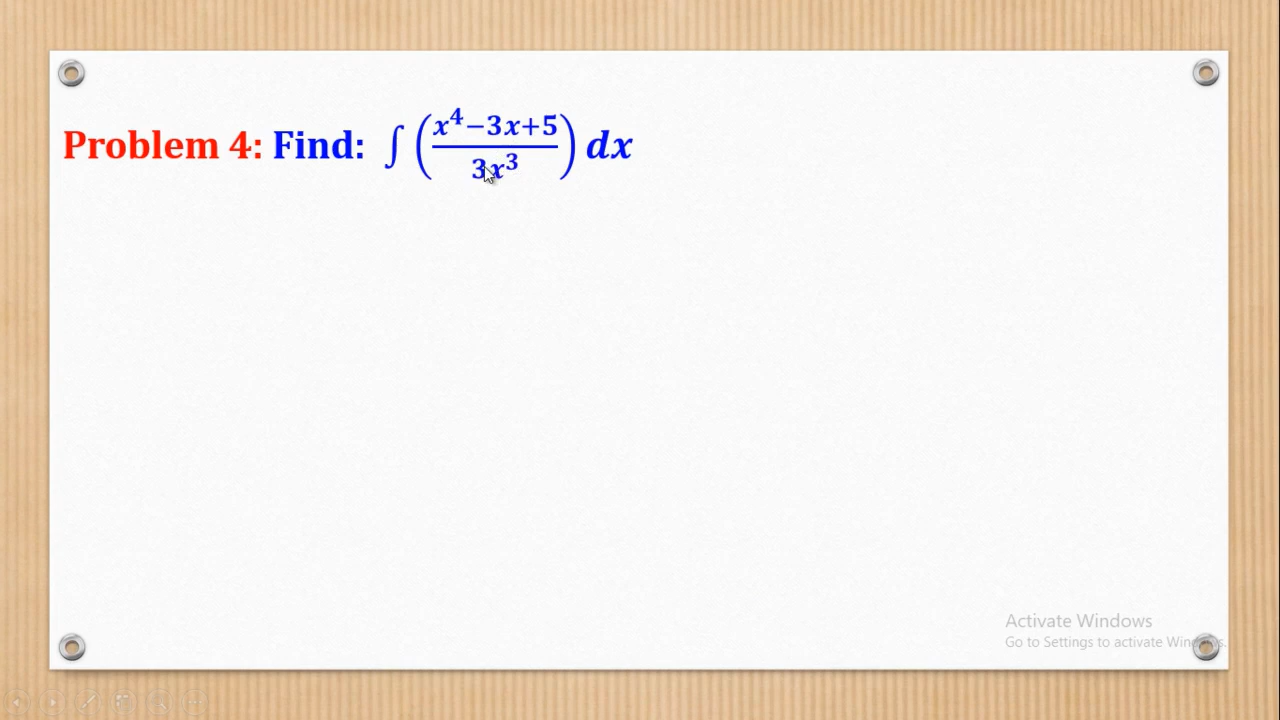 Problem 4: Find: ∫ (x⁴−3x+5 / 3x³) dx
Activate Windows
Go to Settings to activate Windows.